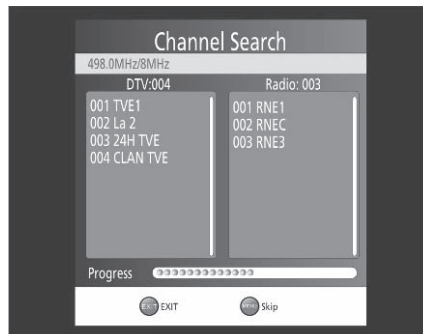 Channel Search
498.0MHz/8MHz
DTV:004
Radio: 003
001 TVE1
002 La 2
003 24H TVE
004 CLAN TVE
001 RNE1
002 RNEC
003 RNE3
Progress
EXIT EXIT
MENU Skip